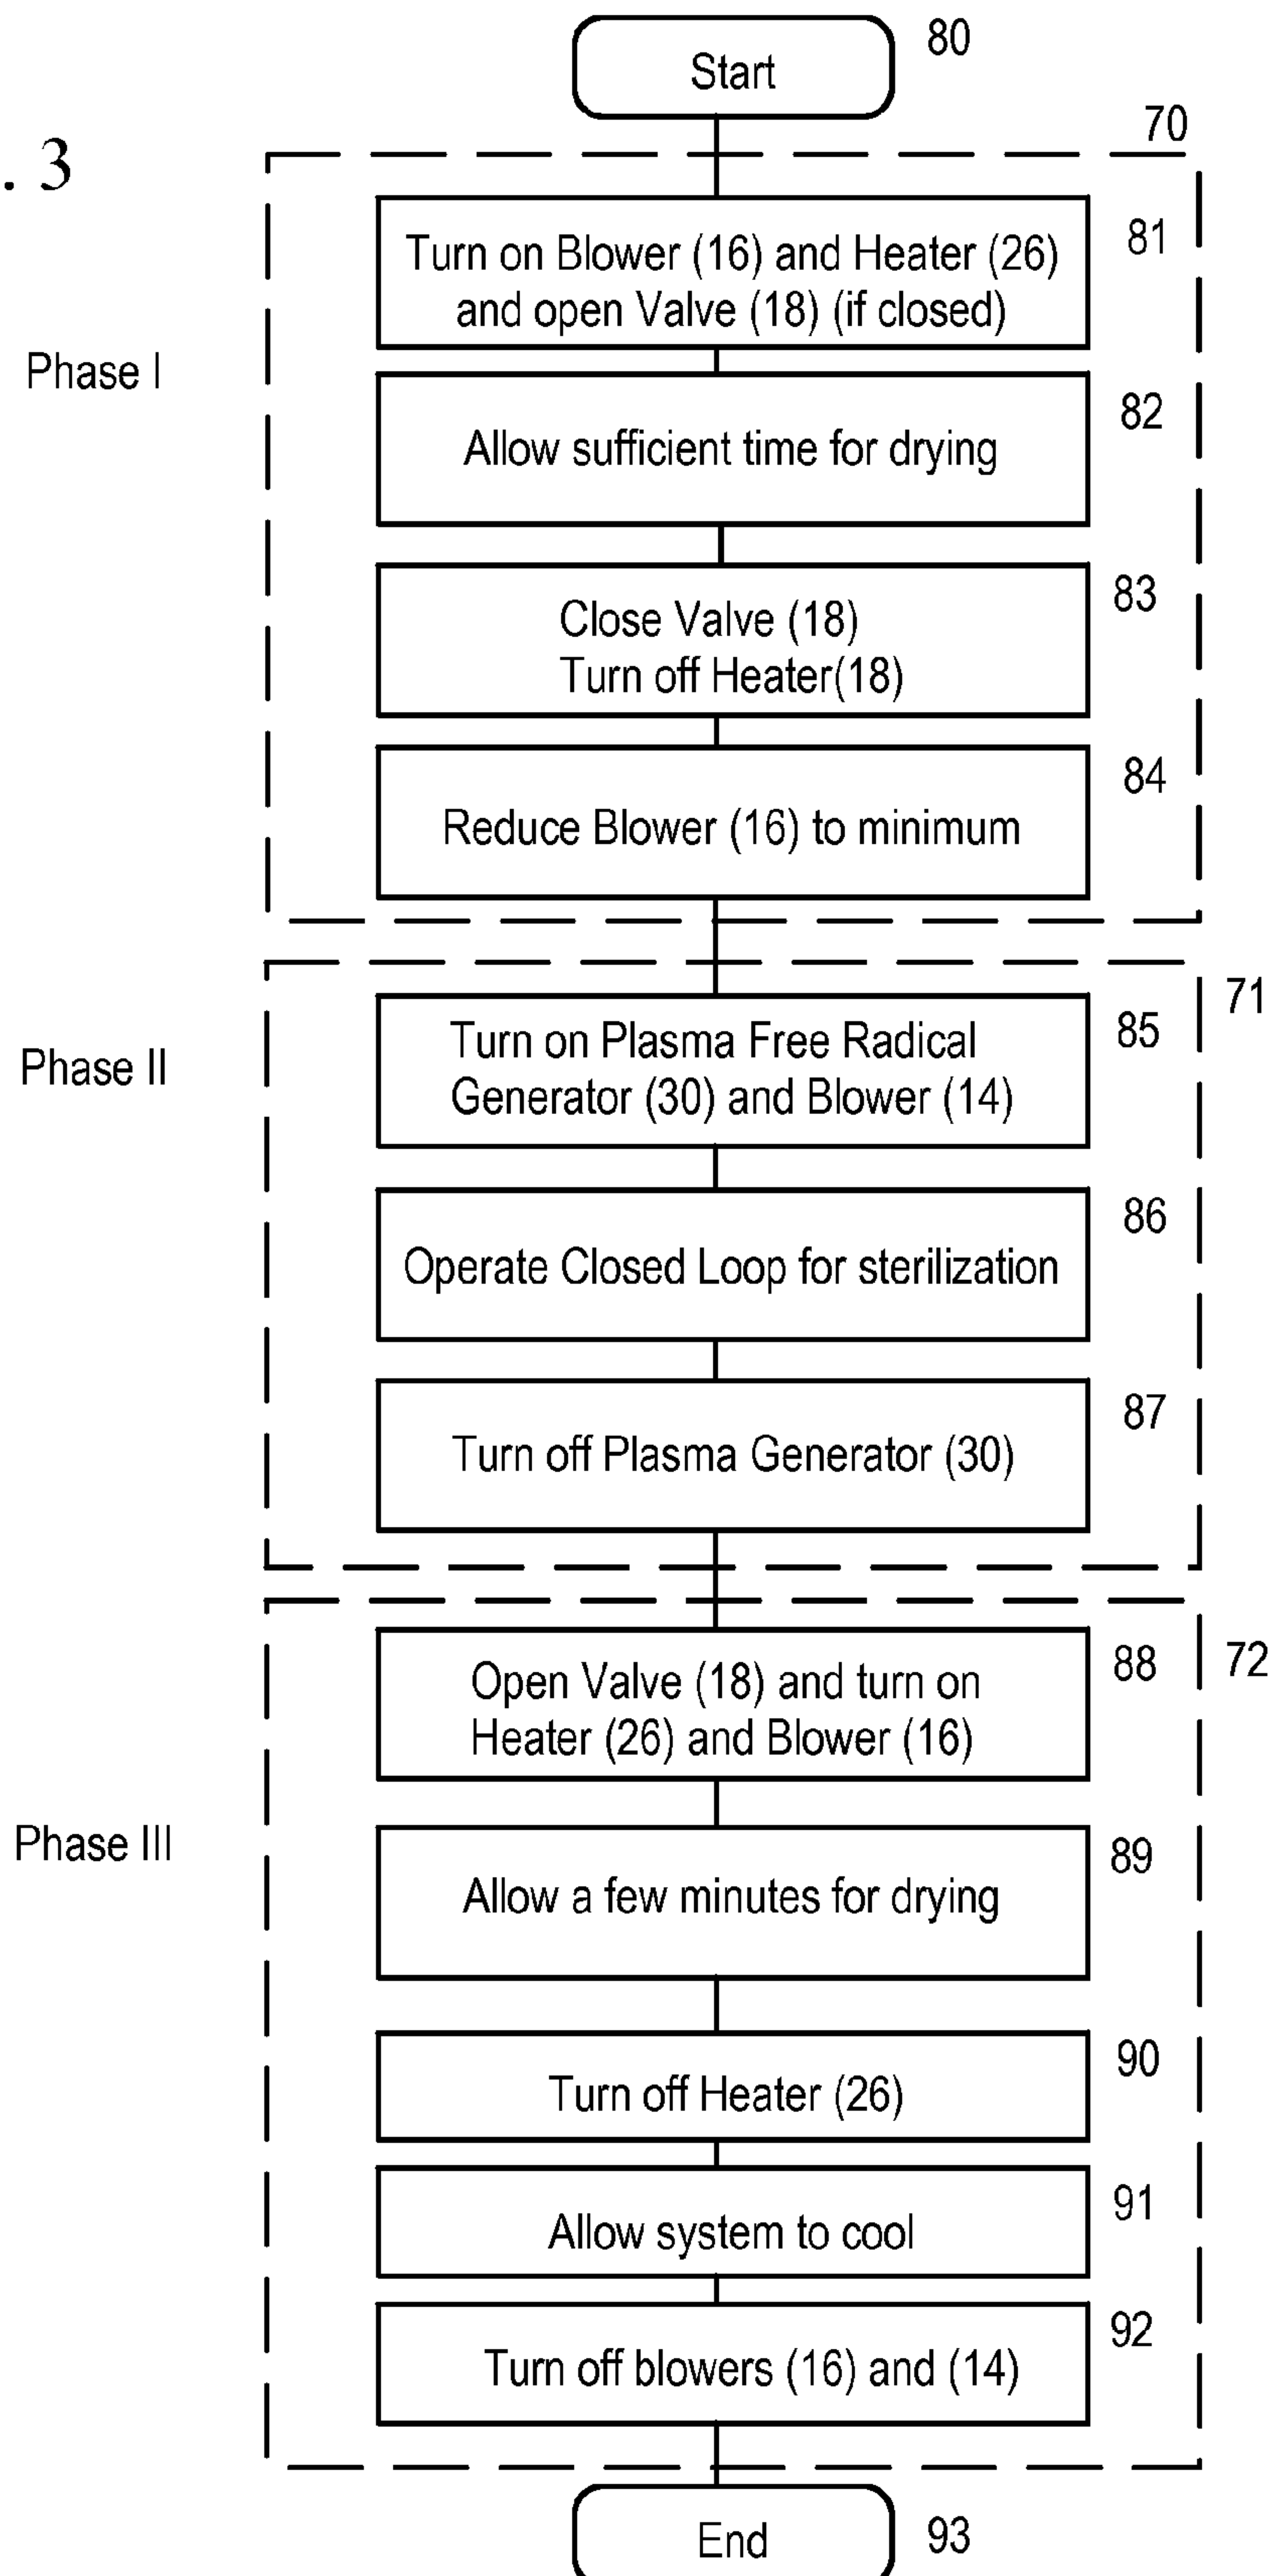 Start
80
. 3
70
Turn on Blower (16) and Heater (26)
and open Valve (18) (if closed)
81
Phase I
Allow sufficient time for drying
82
Close Valve (18)
Turn off Heater(18)
83
Reduce Blower (16) to minimum
84
71
Phase II
Turn on Plasma Free Radical
Generator (30) and Blower (14)
85
Operate Closed Loop for sterilization
86
Turn off Plasma Generator (30)
87
72
Open Valve (18) and turn on
Heater (26) and Blower (16)
88
Phase III
Allow a few minutes for drying
89
Turn off Heater (26)
90
Allow system to cool
91
Turn off blowers (16) and (14)
92
End
93